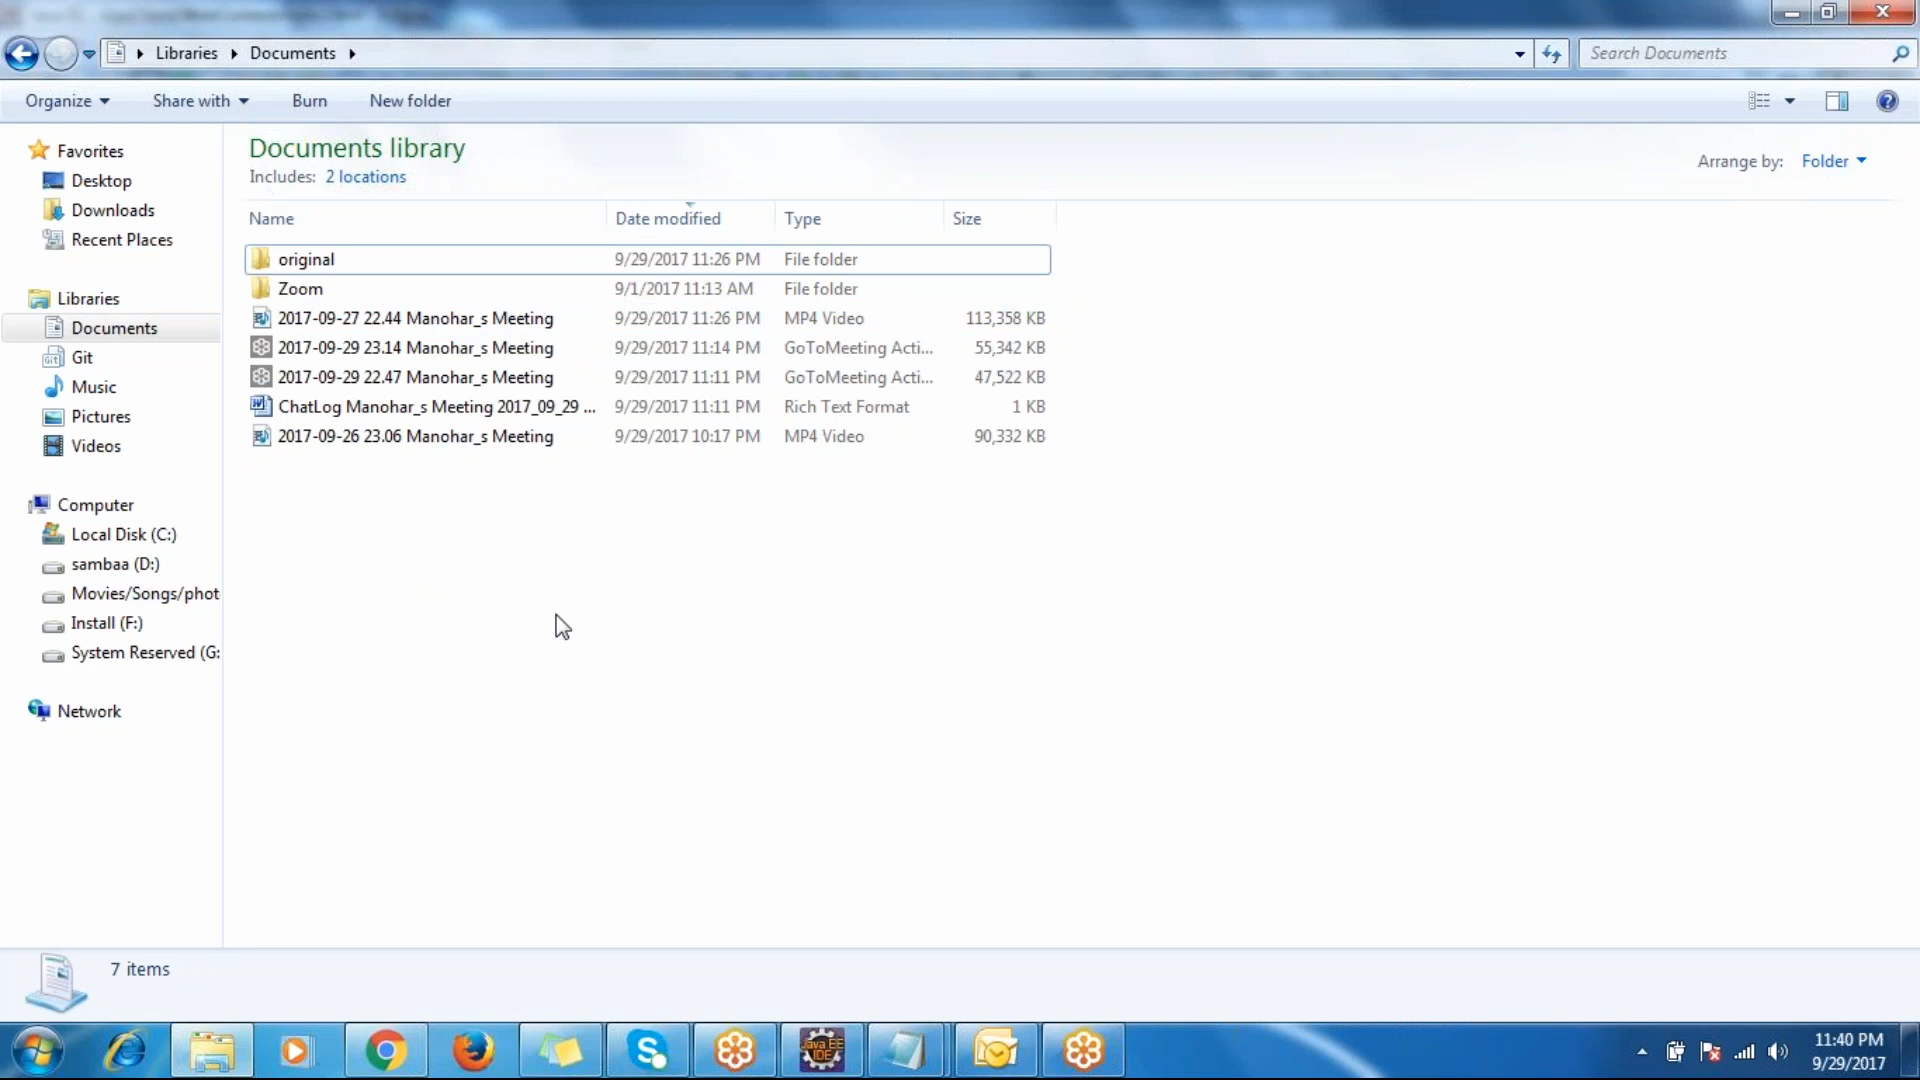 Libraries Documents Search Documents
Organize Share with Burn New folder
Favorites
Desktop
Downloads
Recent Places
Libraries
Documents
Git
Music
Pictures
Videos
Computer
Local Disk (C:)
sambaa (D:)
Movies/Songs/phot
Install (F:)
System Reserved (G:
Network
Documents library
Includes: 2 locations
Arrange by: Folder
Name Date modified Type Size
original 9/29/2017 11:26 PM File folder
Zoom 9/1/2017 11:13 AM File folder
2017-09-27 22.44 Manohar_s Meeting 9/29/2017 11:26 PM MP4 Video 113,358 KB
2017-09-29 23.14 Manohar_s Meeting 9/29/2017 11:14 PM GoToMeeting Acti... 55,342 KB
2017-09-29 22.47 Manohar_s Meeting 9/29/2017 11:11 PM GoToMeeting Acti... 47,522 KB
ChatLog Manohar_s Meeting 2017_09_29 ... 9/29/2017 11:11 PM Rich Text Format 1 KB
2017-09-26 23.06 Manohar_s Meeting 9/29/2017 10:17 PM MP4 Video 90,332 KB
7 items
Java EE
IDE
11:40 PM
9/29/2017